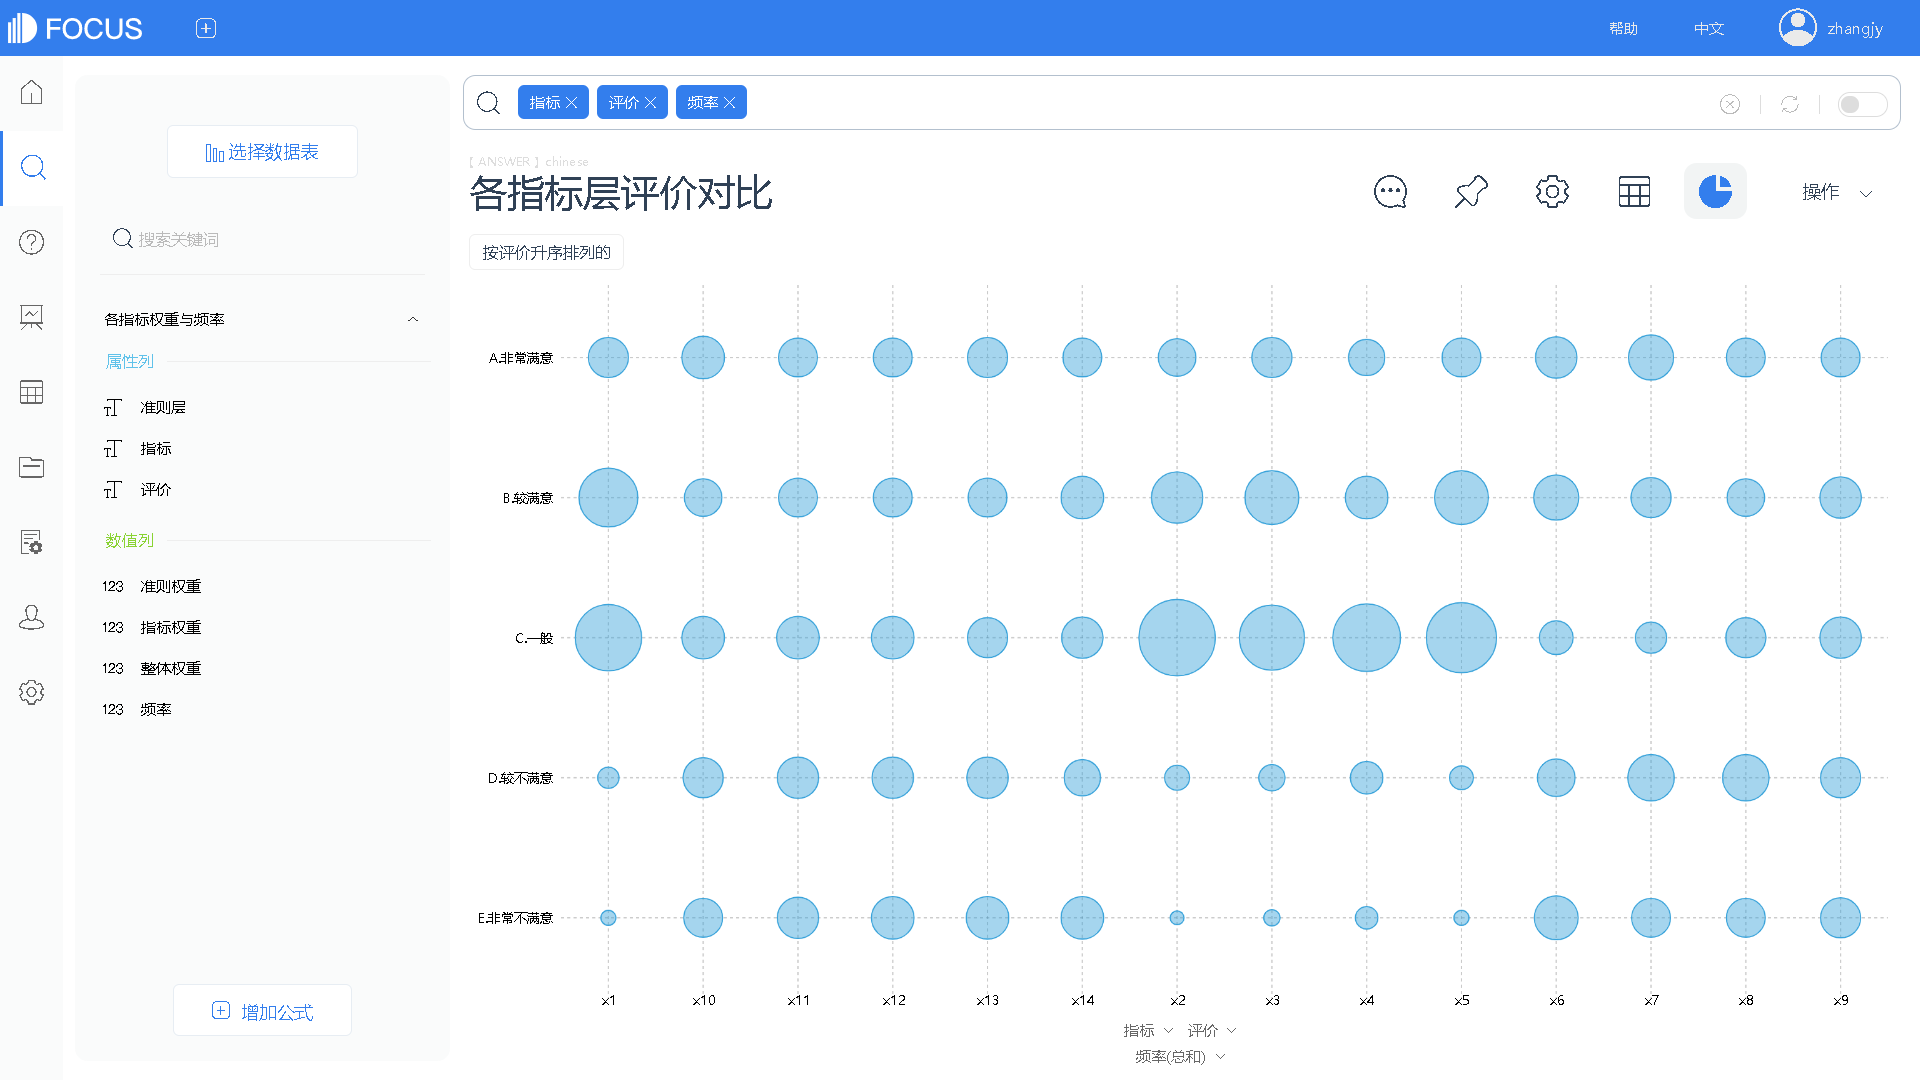 FOCUS
帮助
中文
zhangjy
选择数据表
搜索关键词
各指标权重与频率
属性列
准则层
指标
评价
数值列
123 准则权重
123 指标权重
123 整体权重
123 频率
增加公式
指标 评价 频率
【 ANSWER 】chinese
各指标层评价对比
操作
按评价升序排列的
A.非常满意
B.较满意
C.一般
D.较不满意
E.非常不满意
x1 x10 x11 x12 x13 x14 x2 x3 x4 x5 x6 x7 x8 x9
指标 评价
频率(总和)